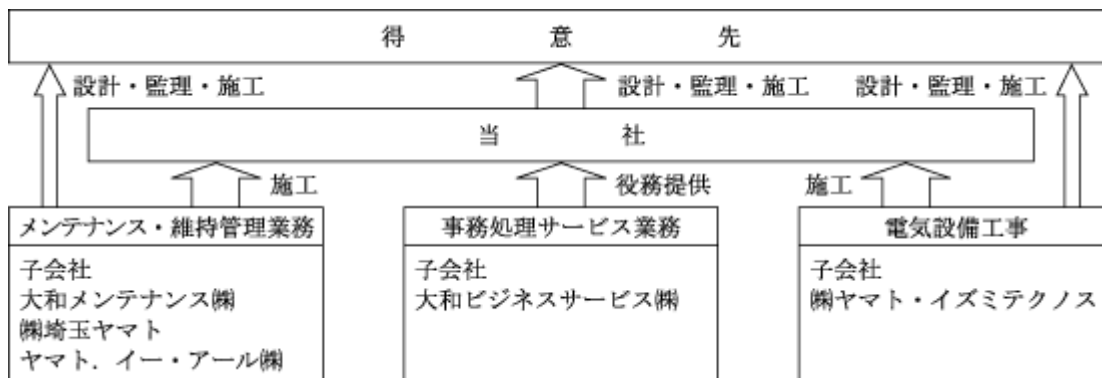 得意先
設計・監理・施工
設計・監理・施工
設計・監理・施工
当社
施工
役務提供
施工
メンテナンス・維持管理業務
子会社
大和メンテナンス㈱
㈱埼玉ヤマト
ヤマト．イー・アール㈱
事務処理サービス業務
子会社
大和ビジネスサービス㈱
電気設備工事
子会社
㈱ヤマト・イズミテクノス